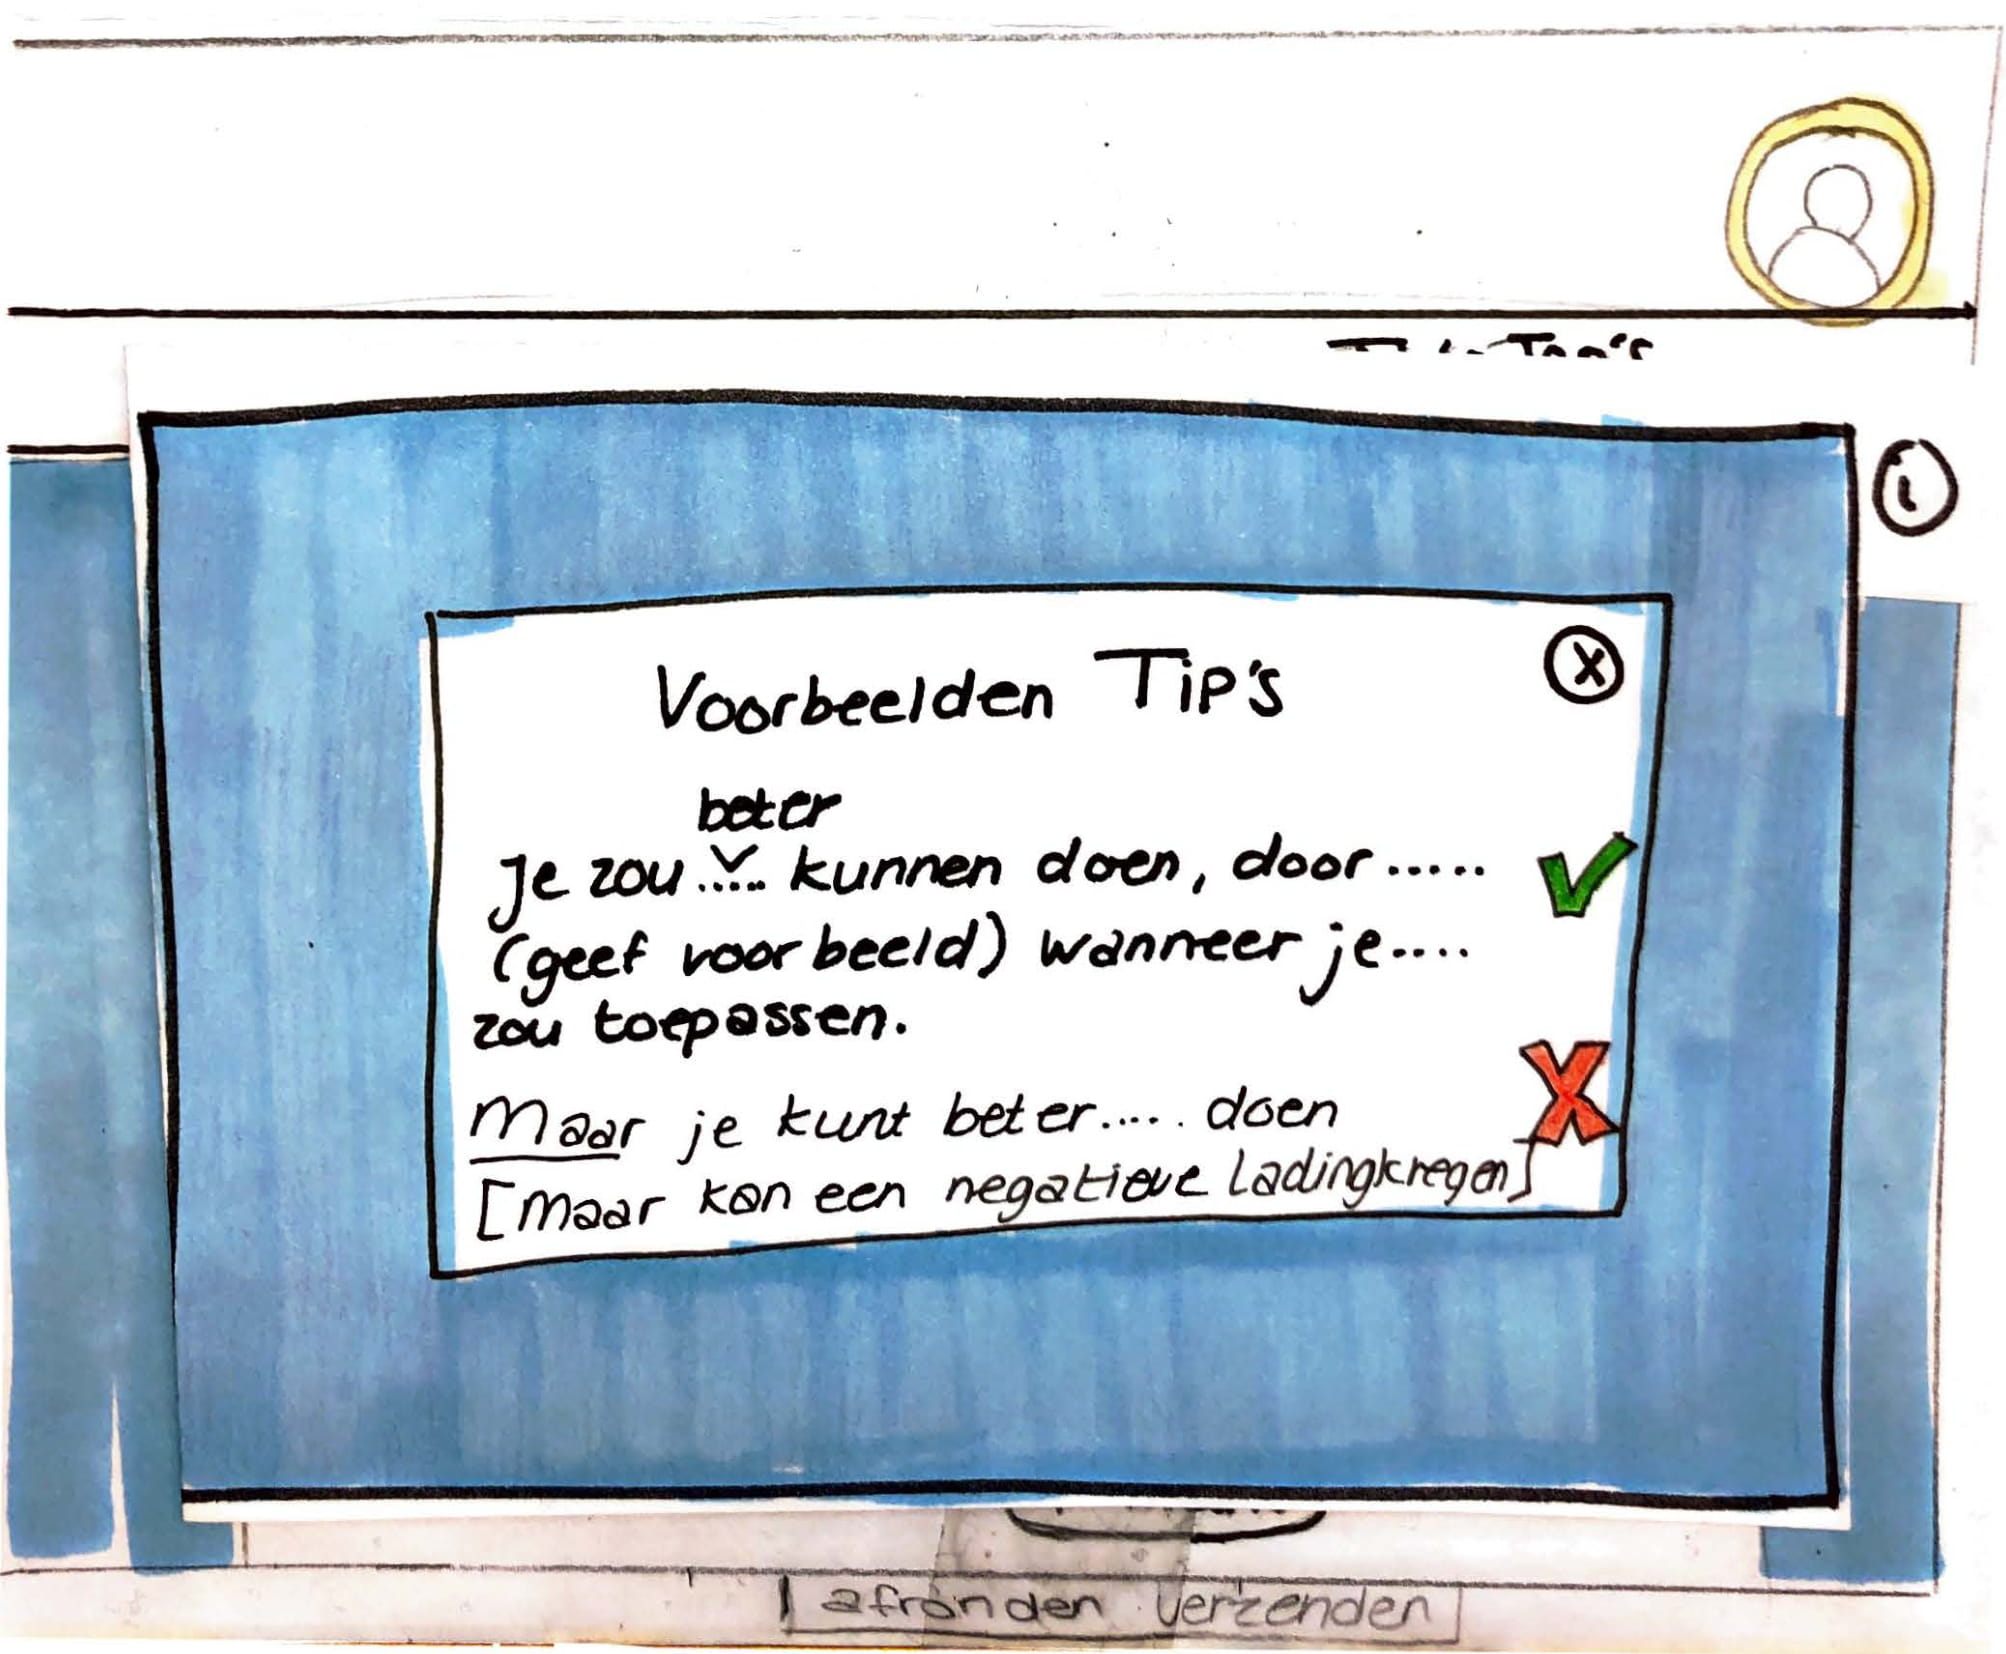 Voorbeelden Tip's
x
beter
Je zou ..... kunnen doen, door .....
(geef voorbeeld) wanneer je ....
zou toepassen.
Maar je kunt beter ..... doen
[maar kan een negatieve lading kregen]
i
afronden verzenden